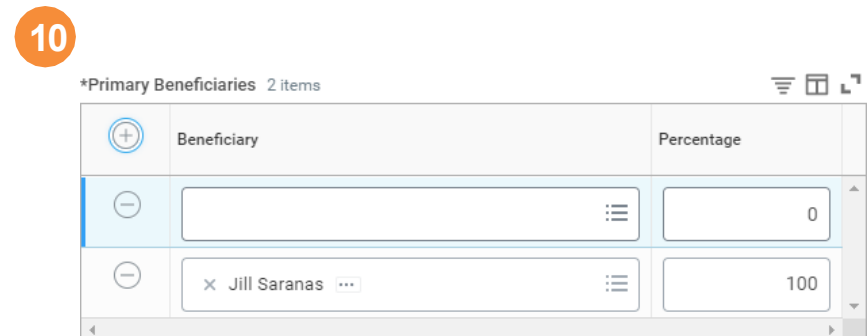 10
*Primary Beneficiaries 2 items
Beneficiary Percentage
0
Jill Saranas 100